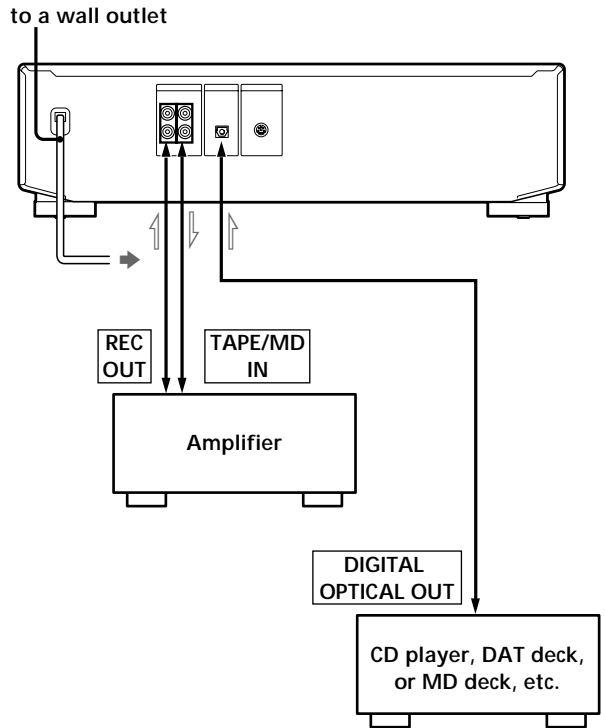 to a wall outlet
REC
OUT
TAPE/MD
IN
Amplifier
DIGITAL
OPTICAL OUT
CD player, DAT deck,
or MD deck, etc.